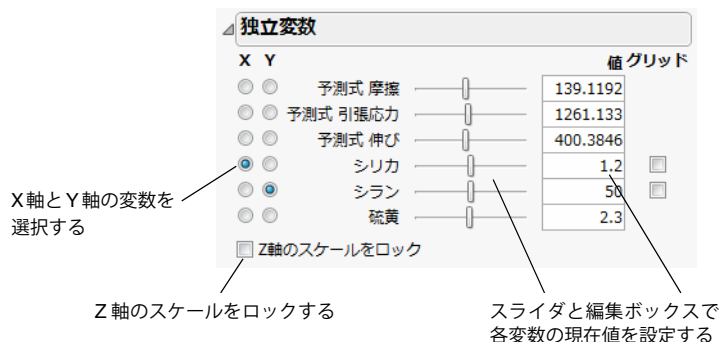 独立変数
X Y 値 グリッド
予測式 摩擦 139.1192
予測式 引張応力 1261.133
予測式 伸び 400.3846
シリカ 1.2
シラン 50
硫黄 2.3
Z軸のスケールをロック
X軸とY軸の変数を
選択する
Z 軸のスケールをロックする
スライダと編集ボックスで
各変数の現在値を設定する